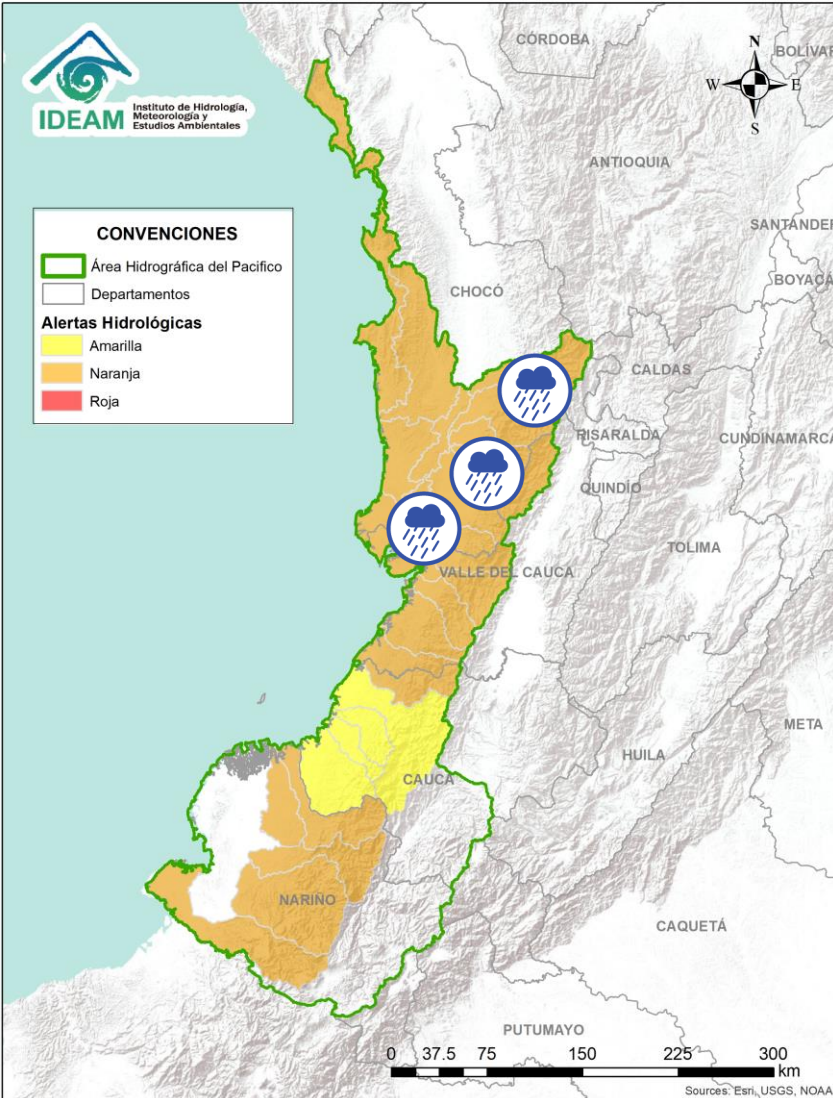 IDEAM
Instituto de Hidrología,
Meteorología y
Estudios Ambientales
CÓRDOBA
BOLÍVAR
N
W
E
S
ANTIOQUIA
SANTANDER
BOYACÁ
CONVENCIONES
Área Hidrográfica del Pacifico
Departamentos
Alertas Hidrológicas
Amarilla
Naranja
Roja
CHOCÓ
CALDAS
RISARALDA
CUNDINAMARCA
QUINDÍO
TOLIMA
VALLE DEL CAUCA
META
HUILA
CAUCA
NARIÑO
CAQUETÁ
PUTUMAYO
0 37.5 75 150 225 300
km
Sources: Esri, USGS, NOAA